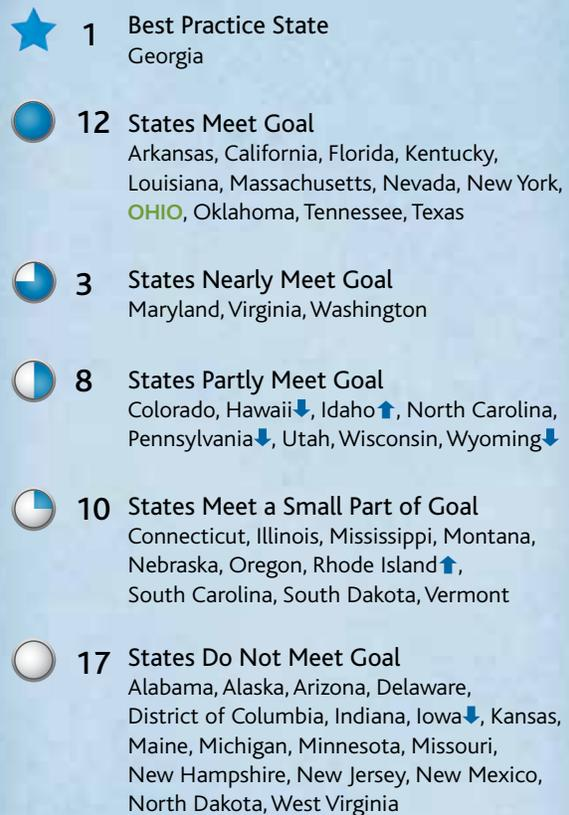 1 Best Practice State
Georgia
12 States Meet Goal
Arkansas, California, Florida, Kentucky,
Louisiana, Massachusetts, Nevada, New York,
OHIO, Oklahoma, Tennessee, Texas
3 States Nearly Meet Goal
Maryland, Virginia, Washington
8 States Partly Meet Goal
Colorado, Hawaii⬇, Idaho⬆, North Carolina,
Pennsylvania⬇, Utah, Wisconsin, Wyoming⬇
10 States Meet a Small Part of Goal
Connecticut, Illinois, Mississippi, Montana,
Nebraska, Oregon, Rhode Island⬆,
South Carolina, South Dakota, Vermont
17 States Do Not Meet Goal
Alabama, Alaska, Arizona, Delaware,
District of Columbia, Indiana, Iowa⬇, Kansas,
Maine, Michigan, Minnesota, Missouri,
New Hampshire, New Jersey, New Mexico,
North Dakota, West Virginia